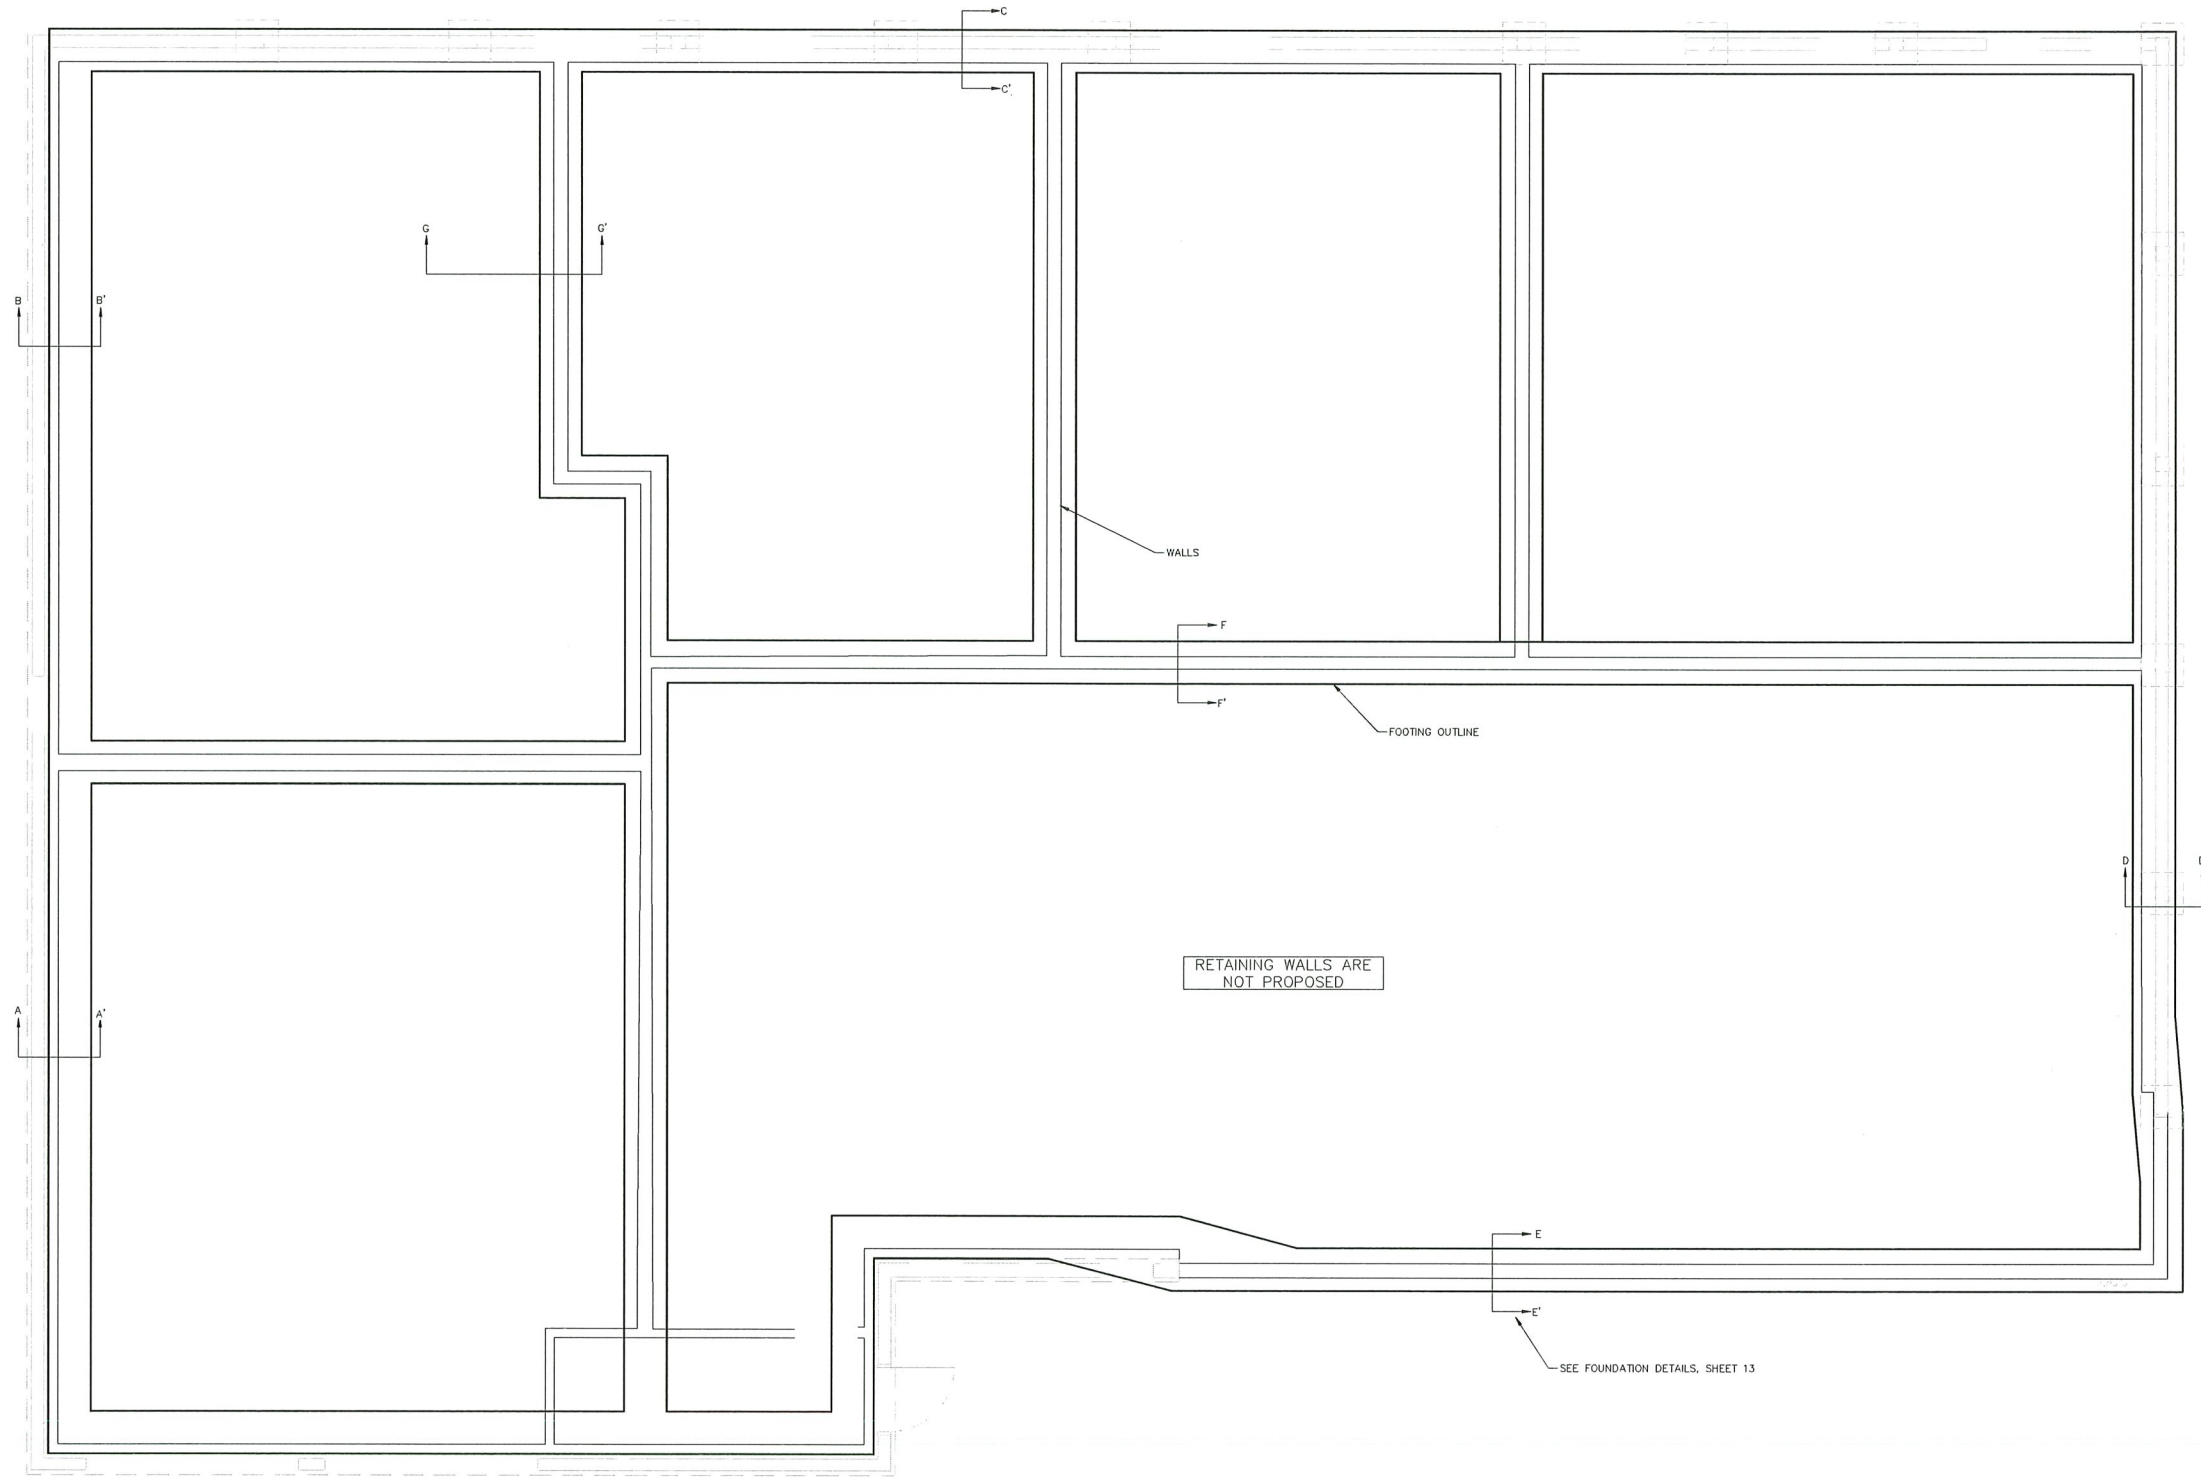 C
C'
G
G'
B
B'
WALLS
F
F'
FOOTING OUTLINE
D
RETAINING WALLS ARE
NOT PROPOSED
A
A'
E
E'
SEE FOUNDATION DETAILS, SHEET 13